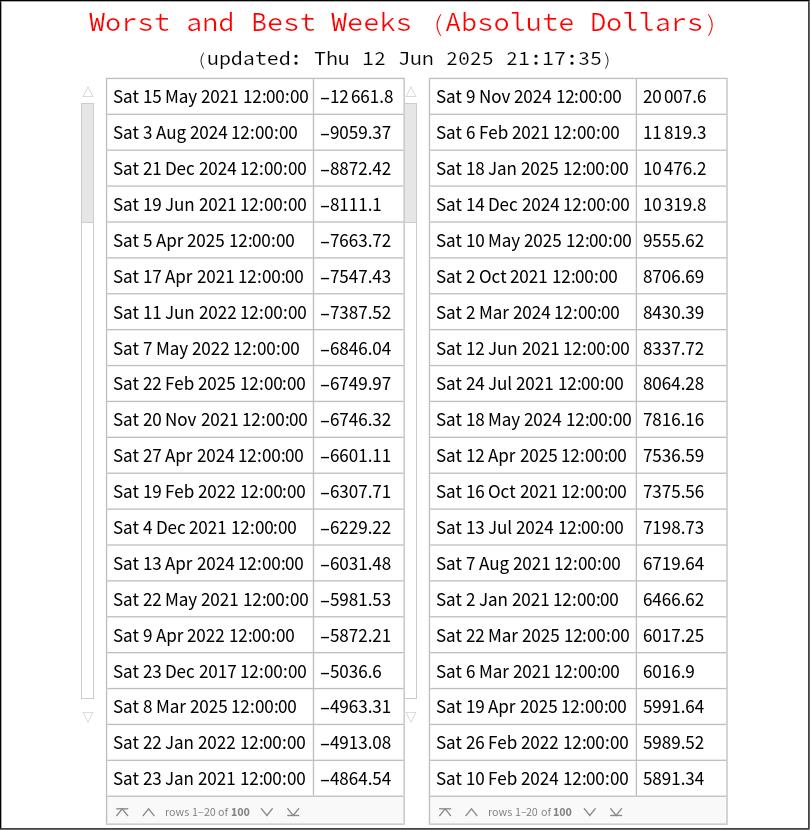 Worst and Best Weeks (Absolute Dollars)
(updated: Thu 12 Jun 2025 21:17:35)
Sat 15 May 2021 12:00:00 −12 661.8
Sat 3 Aug 2024 12:00:00 −9059.37
Sat 21 Dec 2024 12:00:00 −8872.42
Sat 19 Jun 2021 12:00:00 −8111.1
Sat 5 Apr 2025 12:00:00 −7663.72
Sat 17 Apr 2021 12:00:00 −7547.43
Sat 11 Jun 2022 12:00:00 −7387.52
Sat 7 May 2022 12:00:00 −6846.04
Sat 22 Feb 2025 12:00:00 −6749.97
Sat 20 Nov 2021 12:00:00 −6746.32
Sat 27 Apr 2024 12:00:00 −6601.11
Sat 19 Feb 2022 12:00:00 −6307.71
Sat 4 Dec 2021 12:00:00 −6229.22
Sat 13 Apr 2024 12:00:00 −6031.48
Sat 22 May 2021 12:00:00 −5981.53
Sat 9 Apr 2022 12:00:00 −5872.21
Sat 23 Dec 2017 12:00:00 −5036.6
Sat 8 Mar 2025 12:00:00 −4963.31
Sat 22 Jan 2022 12:00:00 −4913.08
Sat 23 Jan 2021 12:00:00 −4864.54
rows 1–20 of 100
Sat 9 Nov 2024 12:00:00 20 007.6
Sat 6 Feb 2021 12:00:00 11 819.3
Sat 18 Jan 2025 12:00:00 10 476.2
Sat 14 Dec 2024 12:00:00 10 319.8
Sat 10 May 2025 12:00:00 9555.62
Sat 2 Oct 2021 12:00:00 8706.69
Sat 2 Mar 2024 12:00:00 8430.39
Sat 12 Jun 2021 12:00:00 8337.72
Sat 24 Jul 2021 12:00:00 8064.28
Sat 18 May 2024 12:00:00 7816.16
Sat 12 Apr 2025 12:00:00 7536.59
Sat 16 Oct 2021 12:00:00 7375.56
Sat 13 Jul 2024 12:00:00 7198.73
Sat 7 Aug 2021 12:00:00 6719.64
Sat 2 Jan 2021 12:00:00 6466.62
Sat 22 Mar 2025 12:00:00 6017.25
Sat 6 Mar 2021 12:00:00 6016.9
Sat 19 Apr 2025 12:00:00 5991.64
Sat 26 Feb 2022 12:00:00 5989.52
Sat 10 Feb 2024 12:00:00 5891.34
rows 1–20 of 100